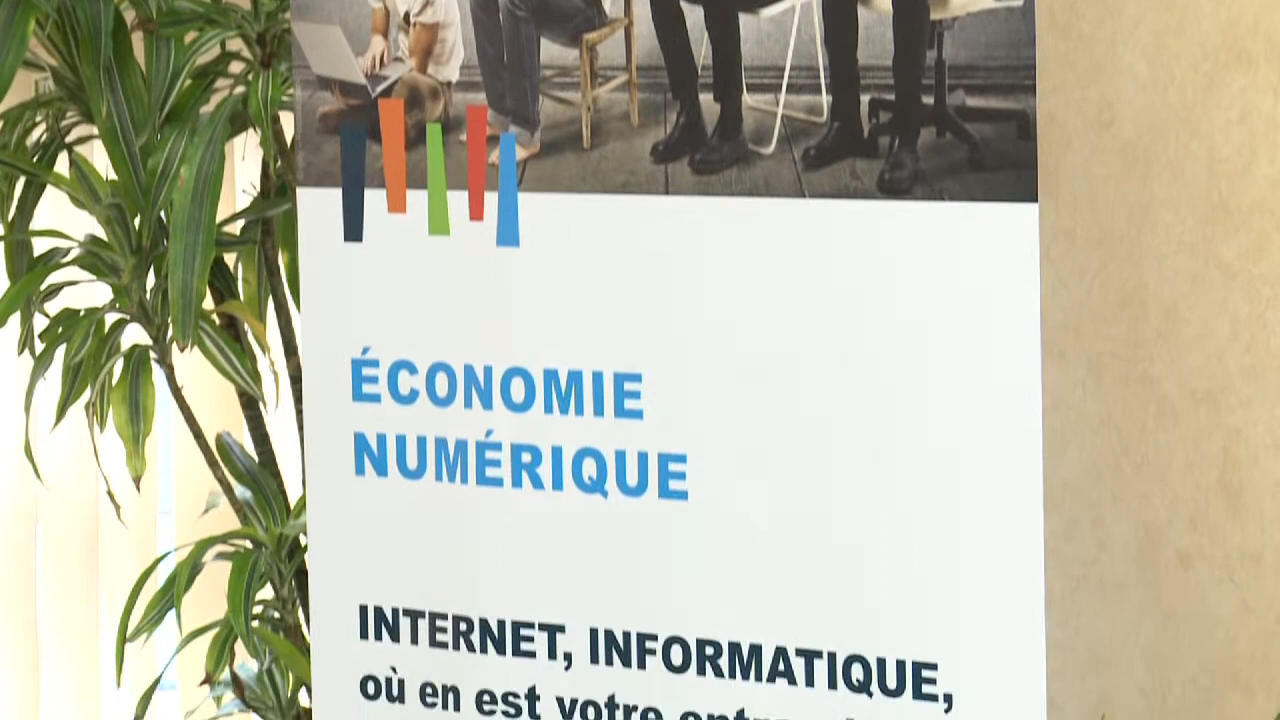 ÉCONOMIE
NUMÉRIQUE
INTERNET, INFORMATIQUE,
où en est votre